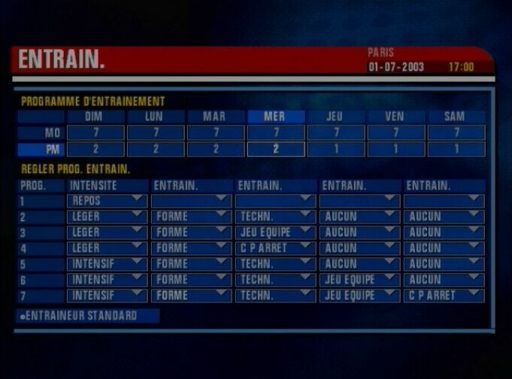 ENTRAIN.
PARIS
01-07-2003 17:00
PROGRAMME D'ENTRAINEMENT
DIM LUN MAR MER JEU VEN SAM
MO 7 7 7 7 7 7 7
PM 2 2 2 2 1 1 1
REGLER PROG. ENTRAIN.
PROG. INTENSITE ENTRAIN. ENTRAIN. ENTRAIN. ENTRAIN.
1 REPOS
2 LEGER FORME TECHN. AUCUN AUCUN
3 LEGER FORME JEU EQUIPE AUCUN AUCUN
4 LEGER FORME C P ARRET AUCUN AUCUN
5 INTENSIF FORME TECHN. AUCUN AUCUN
6 INTENSIF FORME TECHN. JEU EQUIPE AUCUN
7 INTENSIF FORME TECHN. JEU EQUIPE C P ARRET
•ENTRAINEUR STANDARD